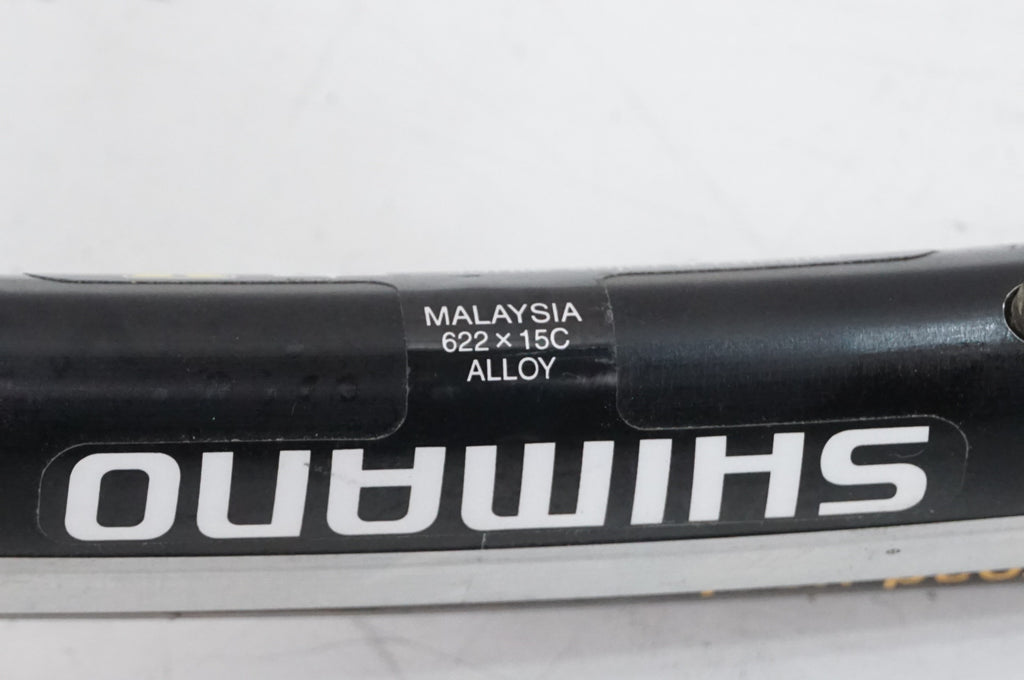 MALAYSIA
622 × 15C
ALLOY
SHIMANO